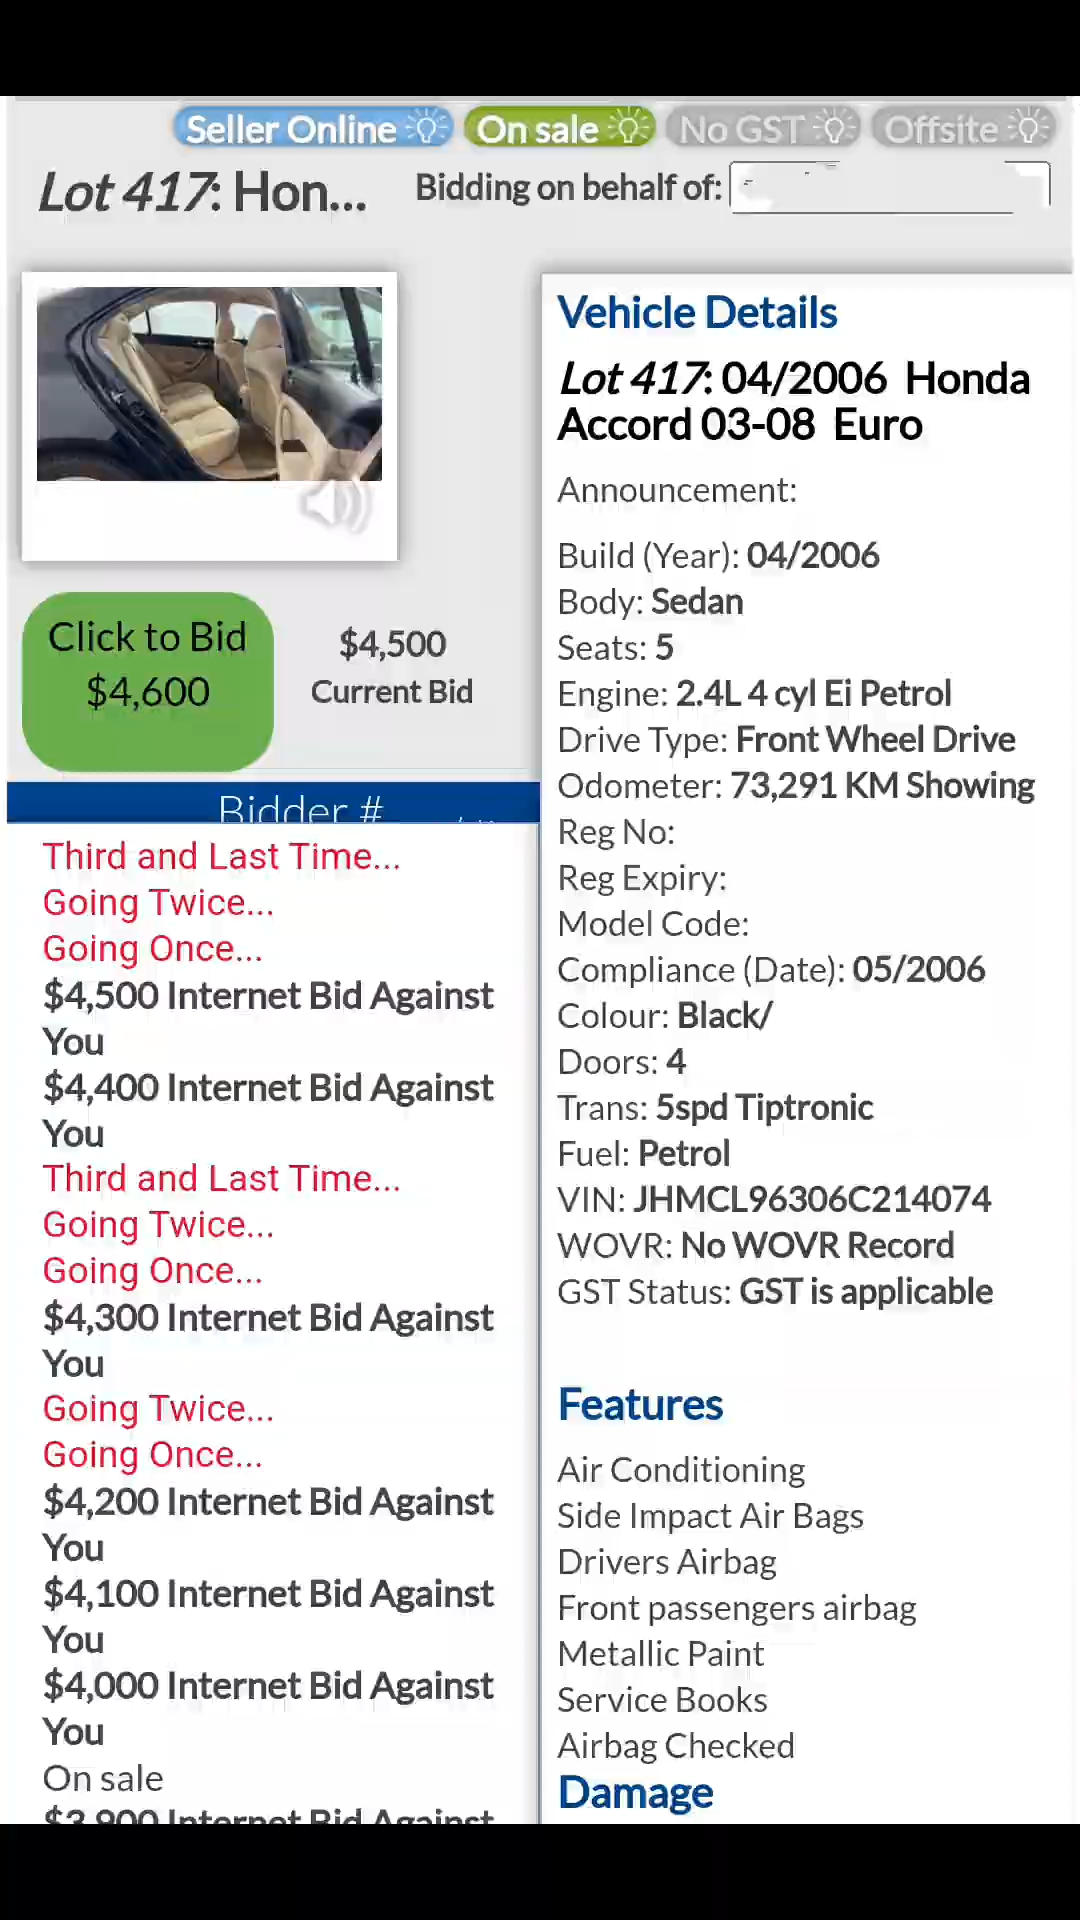 Seller Online
On sale
No GST
Offsite
Lot 417: Hon...
Bidding on behalf of:
Click to Bid
$4,600
$4,500
Current Bid
Bidder #
Third and Last Time...
Going Twice...
Going Once...
$4,500 Internet Bid Against
You
$4,400 Internet Bid Against
You
Third and Last Time...
Going Twice...
Going Once...
$4,300 Internet Bid Against
You
Going Twice...
Going Once...
$4,200 Internet Bid Against
You
$4,100 Internet Bid Against
You
$4,000 Internet Bid Against
You
On sale
$3,900 Internet Bid Against
Vehicle Details
Lot 417: 04/2006 Honda
Accord 03-08 Euro
Announcement:
Build (Year): 04/2006
Body: Sedan
Seats: 5
Engine: 2.4L 4 cyl Ei Petrol
Drive Type: Front Wheel Drive
Odometer: 73,291 KM Showing
Reg No:
Reg Expiry:
Model Code:
Compliance (Date): 05/2006
Colour: Black/
Doors: 4
Trans: 5spd Tiptronic
Fuel: Petrol
VIN: JHMCL96306C214074
WOVR: No WOVR Record
GST Status: GST is applicable
Features
Air Conditioning
Side Impact Air Bags
Drivers Airbag
Front passengers airbag
Metallic Paint
Service Books
Airbag Checked
Damage